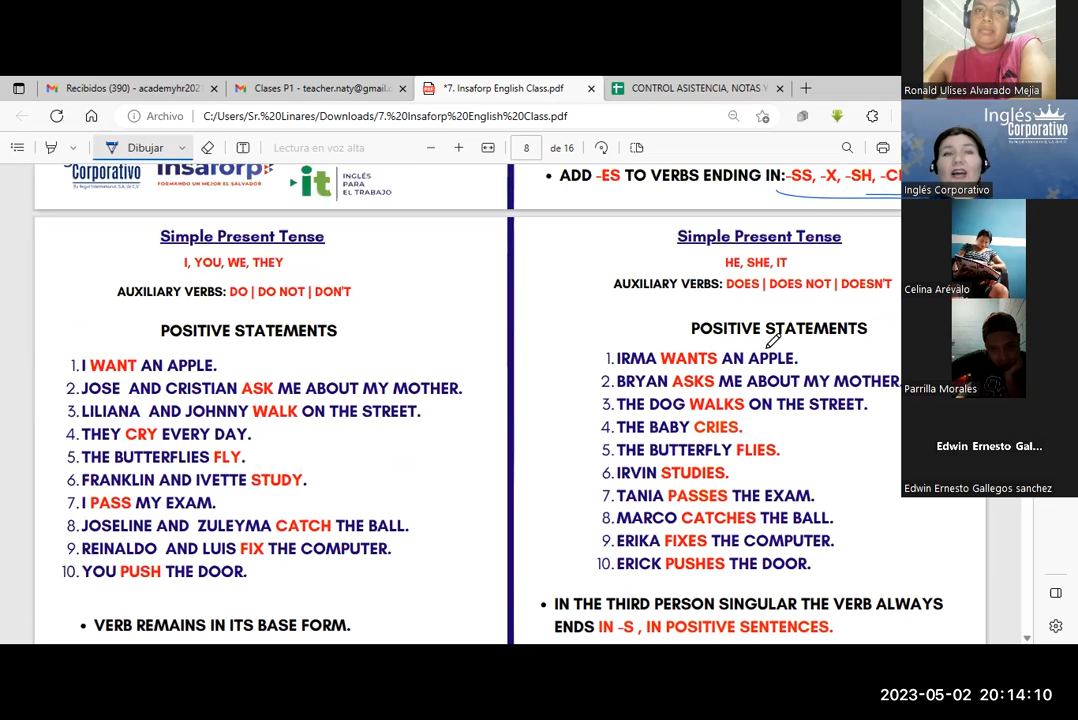 Recibidos (390) - academyhr202
Clases P1 - teacher.naty@gmail.c
*7. Insaforp English Class.pdf
CONTROL ASISTENCIA, NOTAS Y
Archivo
C:/Users/Sr.%20Linares/Downloads/7.%20Insaforp%20English%20Class.pdf
Dibujar
Lectura en voz alta
8
de 16
Corporativo
By Regal International, S.A. de C.V
insaforp
FORMANDO UN MEJOR EL SALVADOR
it
INGLÉS
PARA
EL TRABAJO
• ADD -ES TO VERBS ENDING IN:-SS, -X, -SH, -C
Simple Present Tense
I, YOU, WE, THEY
AUXILIARY VERBS: DO | DO NOT | DON'T
POSITIVE STATEMENTS
1. I WANT AN APPLE.
2. JOSE AND CRISTIAN ASK ME ABOUT MY MOTHER.
3. LILIANA AND JOHNNY WALK ON THE STREET.
4. THEY CRY EVERY DAY.
5. THE BUTTERFLIES FLY.
6. FRANKLIN AND IVETTE STUDY.
7. I PASS MY EXAM.
8. JOSELINE AND ZULEYMA CATCH THE BALL.
9. REINALDO AND LUIS FIX THE COMPUTER.
10. YOU PUSH THE DOOR.
• VERB REMAINS IN ITS BASE FORM.
Simple Present Tense
HE, SHE, IT
AUXILIARY VERBS: DOES | DOES NOT | DOESN'T
POSITIVE STATEMENTS
1. IRMA WANTS AN APPLE.
2. BRYAN ASKS ME ABOUT MY MOTHER.
3. THE DOG WALKS ON THE STREET.
4. THE BABY CRIES.
5. THE BUTTERFLY FLIES.
6. IRVIN STUDIES.
7. TANIA PASSES THE EXAM.
8. MARCO CATCHES THE BALL.
9. ERIKA FIXES THE COMPUTER.
10. ERICK PUSHES THE DOOR.
• IN THE THIRD PERSON SINGULAR THE VERB ALWAYS
ENDS IN -S , IN POSITIVE SENTENCES.
Ronald Ulises Alvarado Mejia
Inglés
Corporativo
Inglés Corporativo
Celina Arévalo
Parrilla Morales
Edwin Ernesto Gal...
Edwin Ernesto Gallegos sanchez
2023-05-02 20:14:10